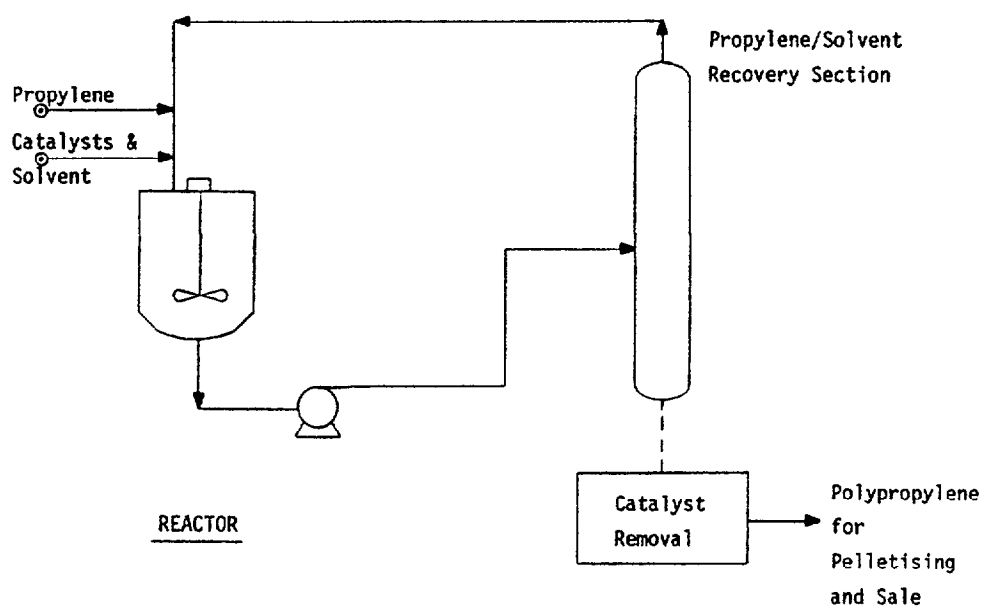 Propylene/Solvent
Recovery Section
Propylene
Catalysts &
Solvent
REACTOR
Catalyst
Removal
Polypropylene
for
Pelletising
and Sale